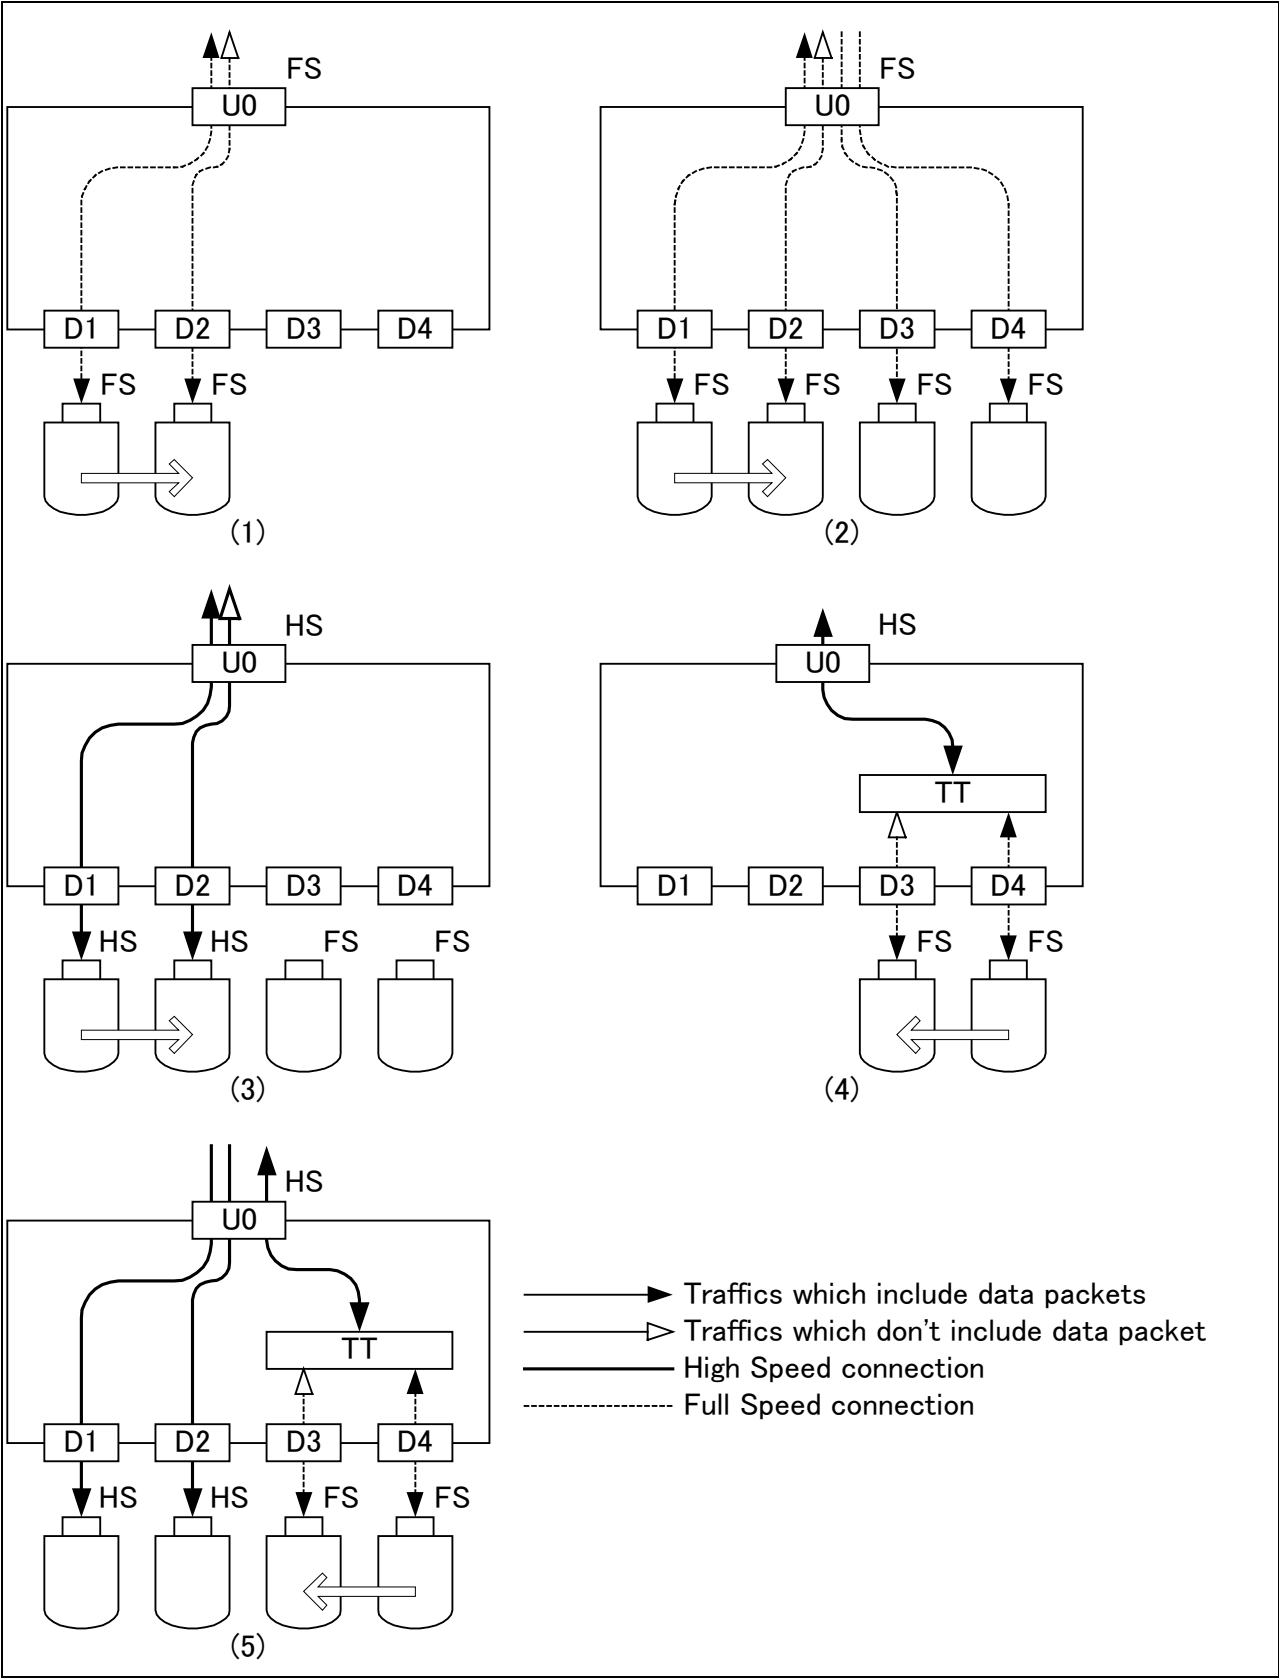 FS
U0
D1 D2 D3 D4
FS FS
(1)
FS
U0
D1 D2 D3 D4
FS FS FS FS
(2)
HS
U0
D1 D2 D3 D4
HS HS FS FS
(3)
HS
U0
TT
D1 D2 D3 D4
FS FS
(4)
HS
U0
TT
D1 D2 D3 D4
HS HS FS FS
(5)
Traffics which include data packets
Traffics which don't include data packet
High Speed connection
Full Speed connection